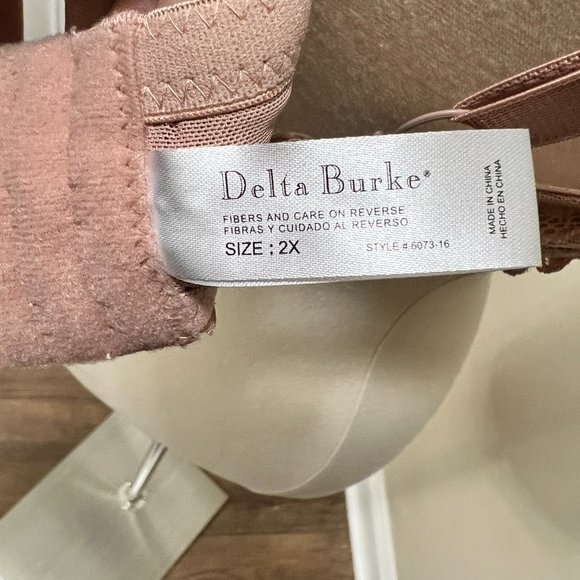 Delta Burke®
FIBERS AND CARE ON REVERSE
FIBRAS Y CUIDADO AL REVERSO
SIZE : 2X
STYLE # 6073-16
MADE IN CHINA
HECHO EN CHINA